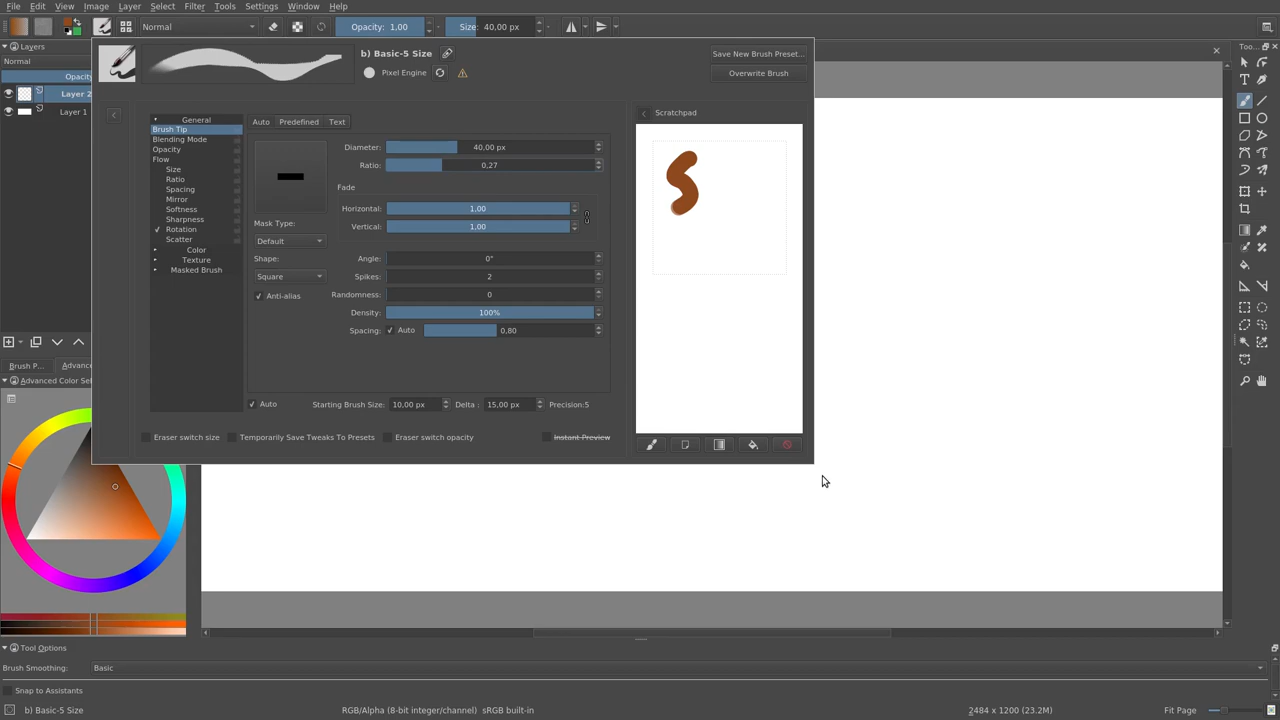 File Edit View Image Layer Select Filter Tools Settings Window Help
Normal Opacity: 1,00 Size: 40,00 px
Layers
Normal
Opacity
Layer 2
Layer 1
b) Basic-5 Size
Pixel Engine
Save New Brush Preset...
Overwrite Brush
General
Brush Tip
Blending Mode
Opacity
Flow
Size
Ratio
Spacing
Mirror
Softness
Sharpness
Rotation
Scatter
Color
Texture
Masked Brush
Auto Predefined Text
Diameter: 40,00 px
Ratio: 0,27
Fade
Horizontal: 1,00
Vertical: 1,00
Mask Type:
Default
Shape:
Square
Anti-alias
Angle: 0°
Spikes: 2
Randomness: 0
Density: 100%
Spacing: Auto 0,80
Auto Starting Brush Size: 10,00 px Delta : 15,00 px Precision:5
Eraser switch size Temporarily Save Tweaks To Presets Eraser switch opacity Instant Preview
Scratchpad
Too...
Brush P... Advanc
Advanced Color Sel
Tool Options
Brush Smoothing: Basic
Snap to Assistants
b) Basic-5 Size RGB/Alpha (8-bit integer/channel) sRGB built-in 2484 x 1200 (23.2M) Fit Page